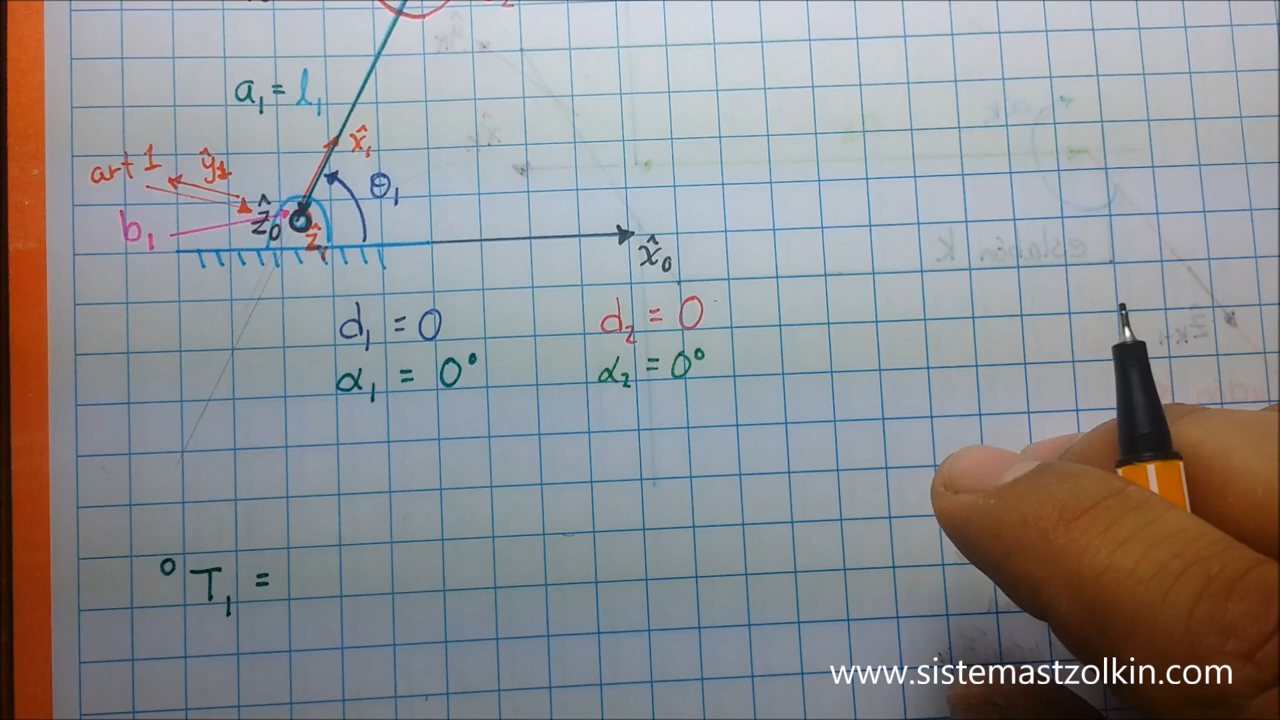 a₁ = l₁
x̂₁
art 1
ŷ₁
θ₁
b₁
ẑ₀
ẑ₁
x̂₀
d₁ = 0
d₂ = 0
α₁ = 0°
α₂ = 0°
eslabón K
⁰T₁ =
www.sistemastzolkin.com